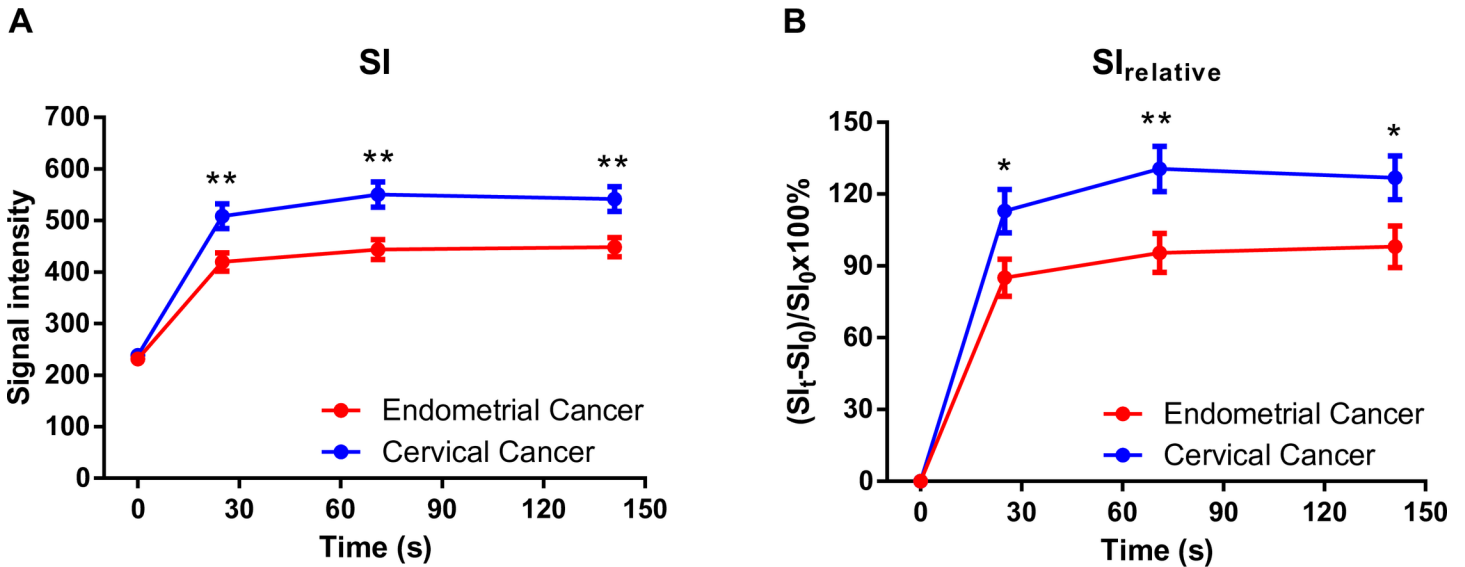 A
SI
Signal intensity
700
600
500
400
300
200
100
0
**
**
**
Endometrial Cancer
Cervical Cancer
0 30 60 90 120 150
Time (s)
B
SIrelative
(SIt-SI0)/SI0x100%
150
120
90
60
30
0
*
**
*
Endometrial Cancer
Cervical Cancer
0 30 60 90 120 150
Time (s)